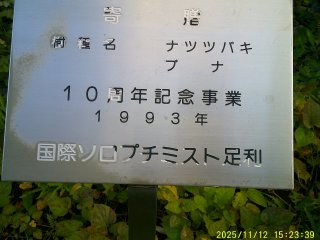 寄贈
樹種名 ナツツバキ
ブナ
10周年記念事業
1993年
国際ソロプチミスト足利
2025/11/12 15:23:39